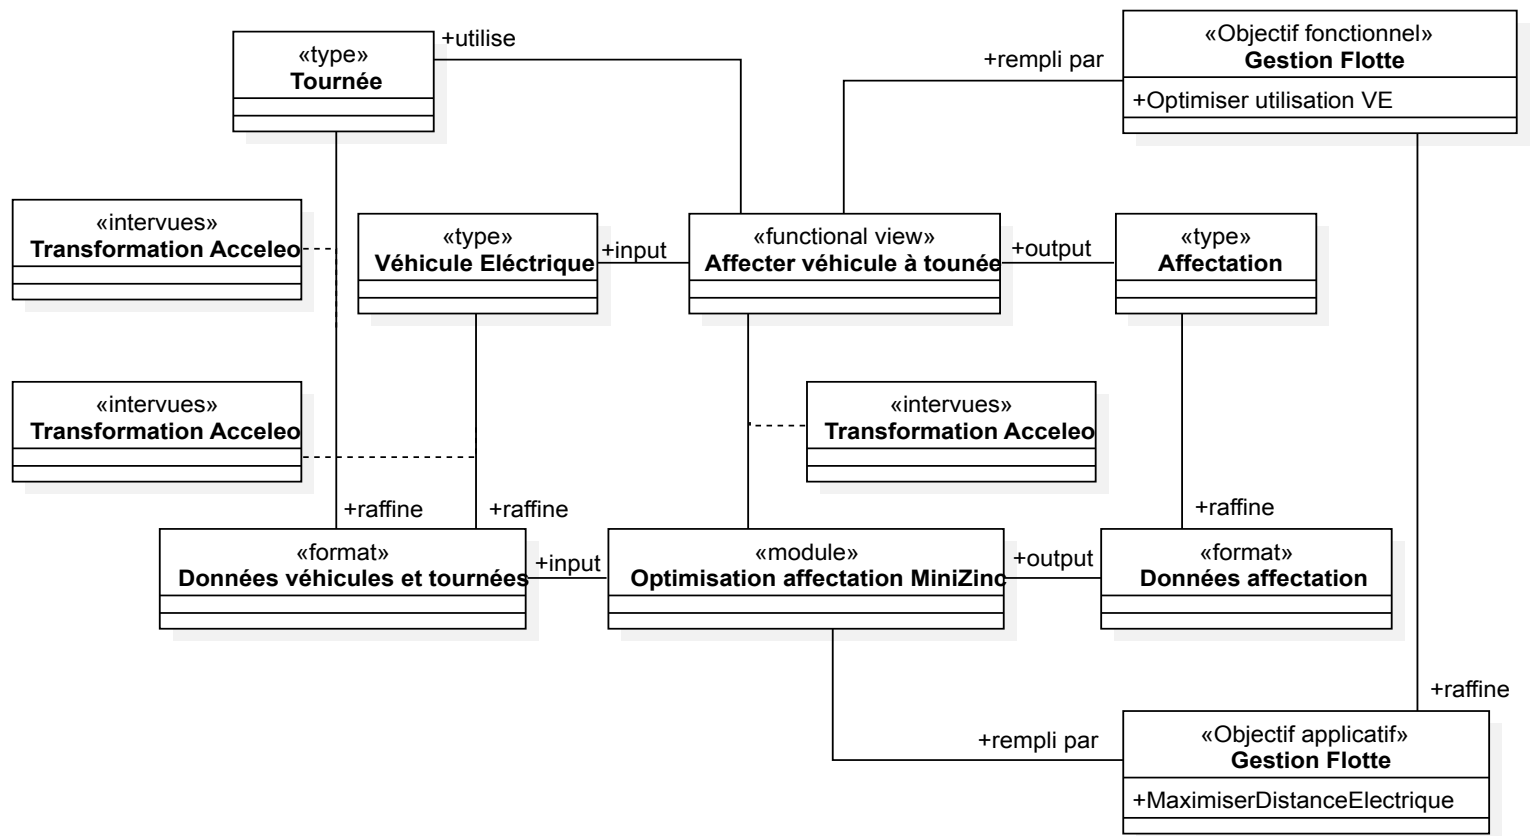 +utilise
«type»
Tournée
+rempli par
«Objectif fonctionnel»
Gestion Flotte
+Optimiser utilisation VE
«intervues»
Transformation Acceleo
«type»
Véhicule Eléctrique
+input
«functional view»
Affecter véhicule à tounée
+output
«type»
Affectation
«intervues»
Transformation Acceleo
«intervues»
Transformation Acceleo
+raffine
+raffine
+raffine
«format»
Données véhicules et tournées
+input
«module»
Optimisation affectation MiniZinc
+output
«format»
Données affectation
+raffine
+rempli par
«Objectif applicatif»
Gestion Flotte
+MaximiserDistanceElectrique